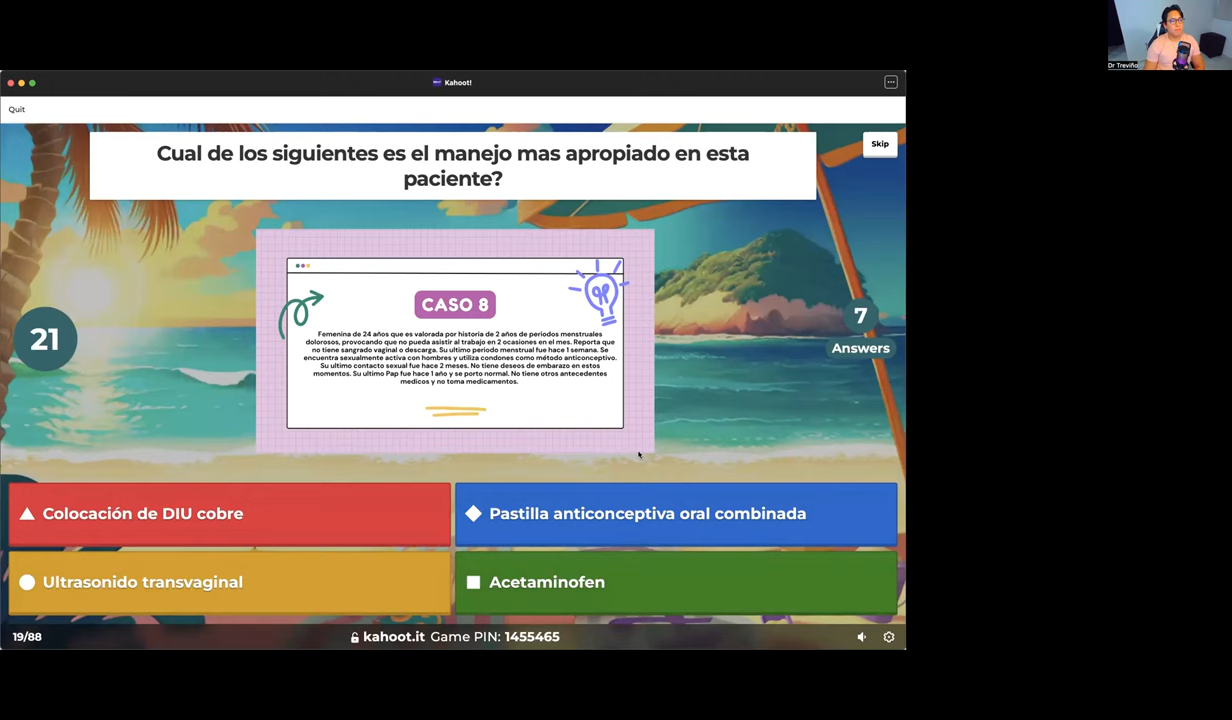 Dr Treviño
Kahoot!
Quit
Cual de los siguientes es el manejo mas apropiado en esta
paciente?
Skip
CASO 8
Femenina de 24 años que es valorada por historia de 2 años de periodos menstruales
dolorosos, provocando que no pueda asistir al trabajo en 2 ocasiones en el mes. Reporta que
no tiene sangrado vaginal o descarga. Su ultimo periodo menstrual fue hace 1 semana. Se
encuentra sexualmente activa con hombres y utiliza condones como método anticonceptivo.
Su ultimo contacto sexual fue hace 2 meses. No tiene deseos de embarazo en estos
momentos. Su ultimo Pap fue hace 1 año y se porto normal. No tiene otros antecedentes
medicos y no toma medicamentos.
21
7
Answers
Colocación de DIU cobre
Pastilla anticonceptiva oral combinada
Ultrasonido transvaginal
Acetaminofen
19/88
kahoot.it Game PIN: 1455465